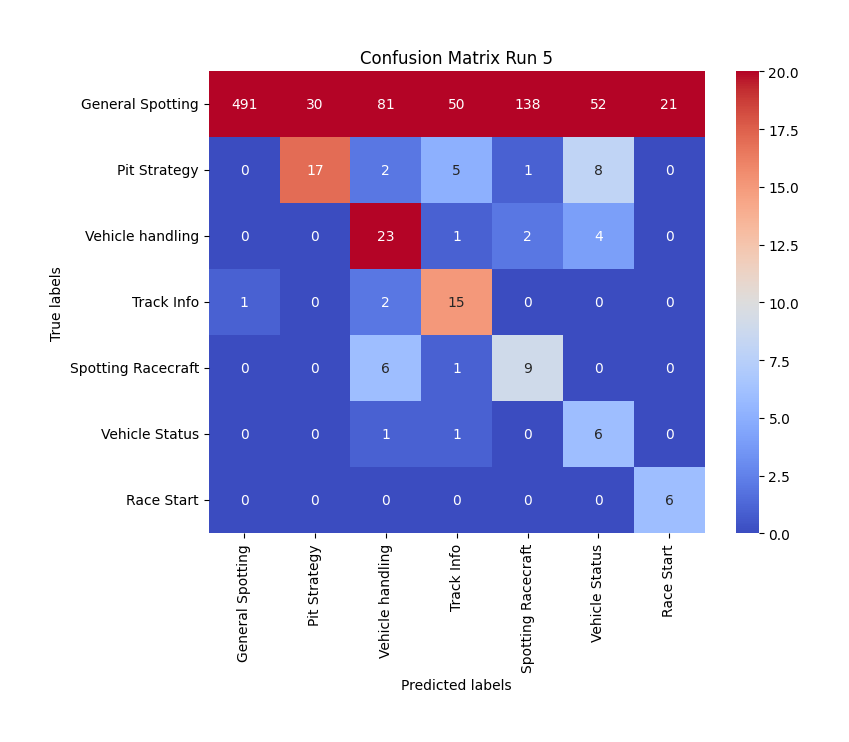 Confusion Matrix Run 5
General Spotting 491 30 81 50 138 52 21
Pit Strategy 0 17 2 5 1 8 0
Vehicle handling 0 0 23 1 2 4 0
Track Info 1 0 2 15 0 0 0
Spotting Racecraft 0 0 6 1 9 0 0
Vehicle Status 0 0 1 1 0 6 0
Race Start 0 0 0 0 0 0 6
True labels
General Spotting
Pit Strategy
Vehicle handling
Track Info
Spotting Racecraft
Vehicle Status
Race Start
Predicted labels
20.0
17.5
15.0
12.5
10.0
7.5
5.0
2.5
0.0